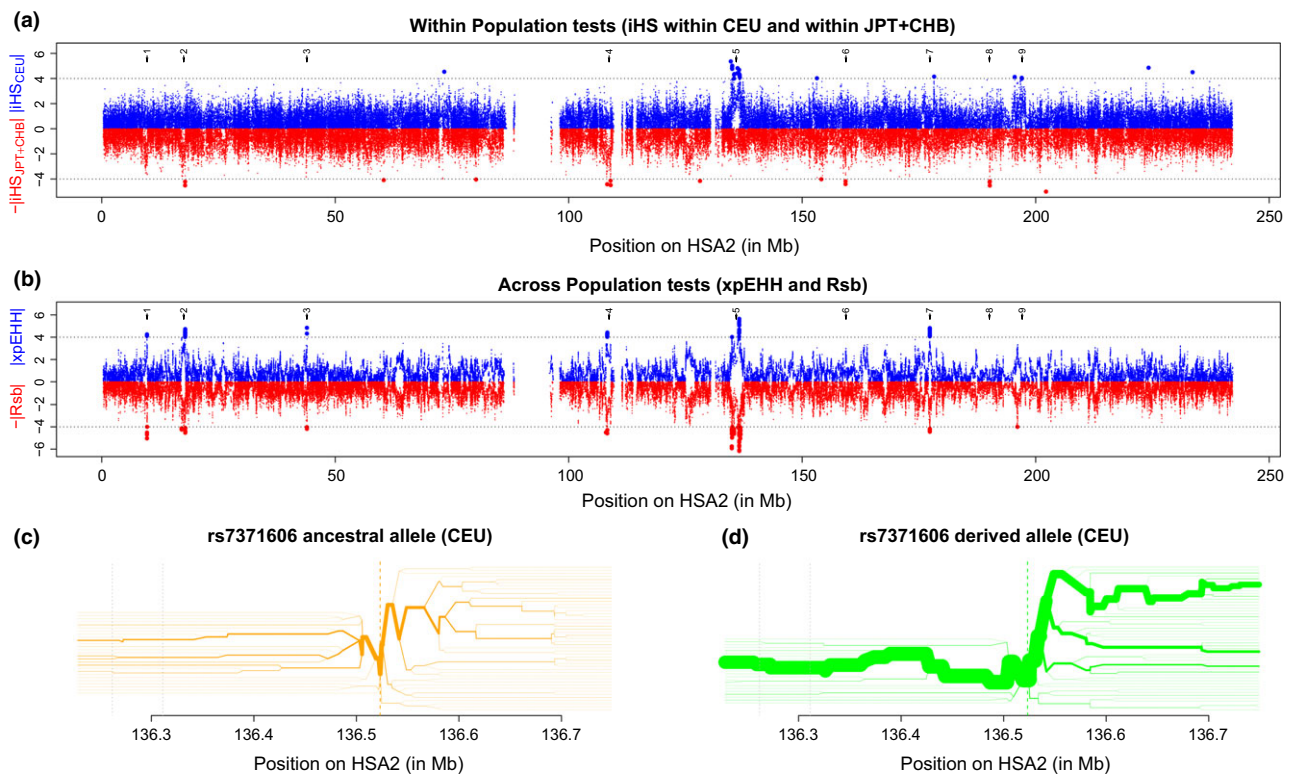 (a)
Within Population tests (iHS within CEU and within JPT+CHB)
−|iHS_JPT+CHB| |iHS_CEU|
6
4
2
0
−2
−4
1 2 3 4 5 6 7 8 9
0 50 100 150 200 250
Position on HSA2 (in Mb)
(b)
Across Population tests (xpEHH and Rsb)
−|Rsb| |xpEHH|
6
4
2
0
−2
−4
−6
1 2 3 4 5 6 7 8 9
0 50 100 150 200 250
Position on HSA2 (in Mb)
(c)
rs7371606 ancestral allele (CEU)
136.3 136.4 136.5 136.6 136.7
Position on HSA2 (in Mb)
(d)
rs7371606 derived allele (CEU)
136.3 136.4 136.5 136.6 136.7
Position on HSA2 (in Mb)